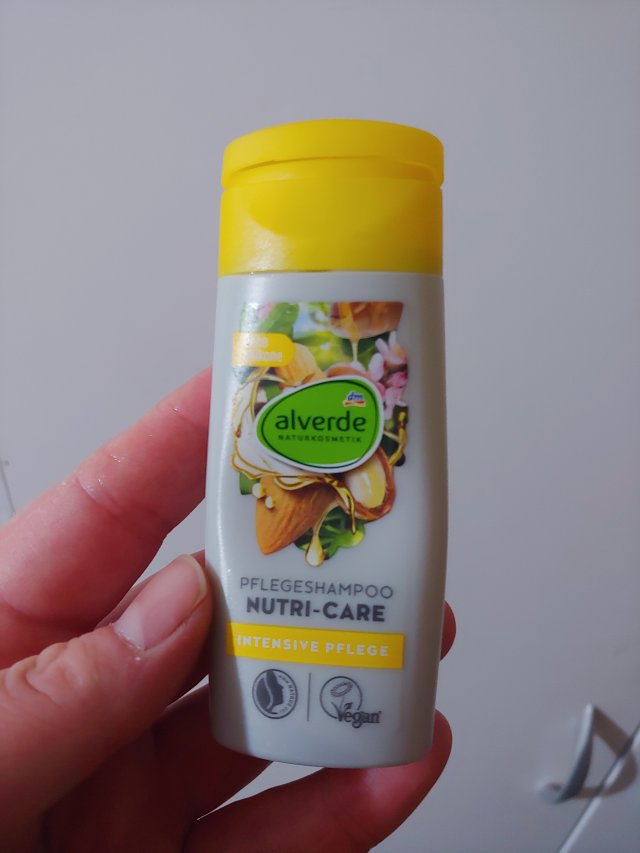 dm
alverde
NATURKOSMETIK
PFLEGESHAMPOO
NUTRI-CARE
INTENSIVE PFLEGE
Vegan